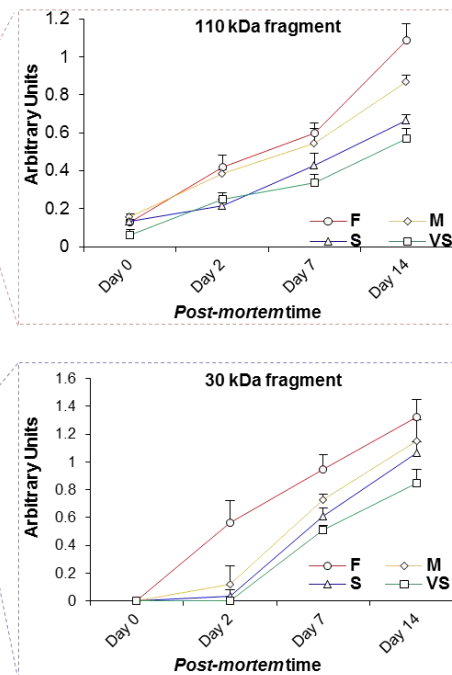 110 kDa fragment
Arbitrary Units
1.2
1
0.8
0.6
0.4
0.2
0
F M
S VS
Day 0 Day 2 Day 7 Day 14
Post-mortem time
30 kDa fragment
Arbitrary Units
1.6
1.4
1.2
1
0.8
0.6
0.4
0.2
0
F M
S VS
Day 0 Day 2 Day 7 Day 14
Post-mortem time